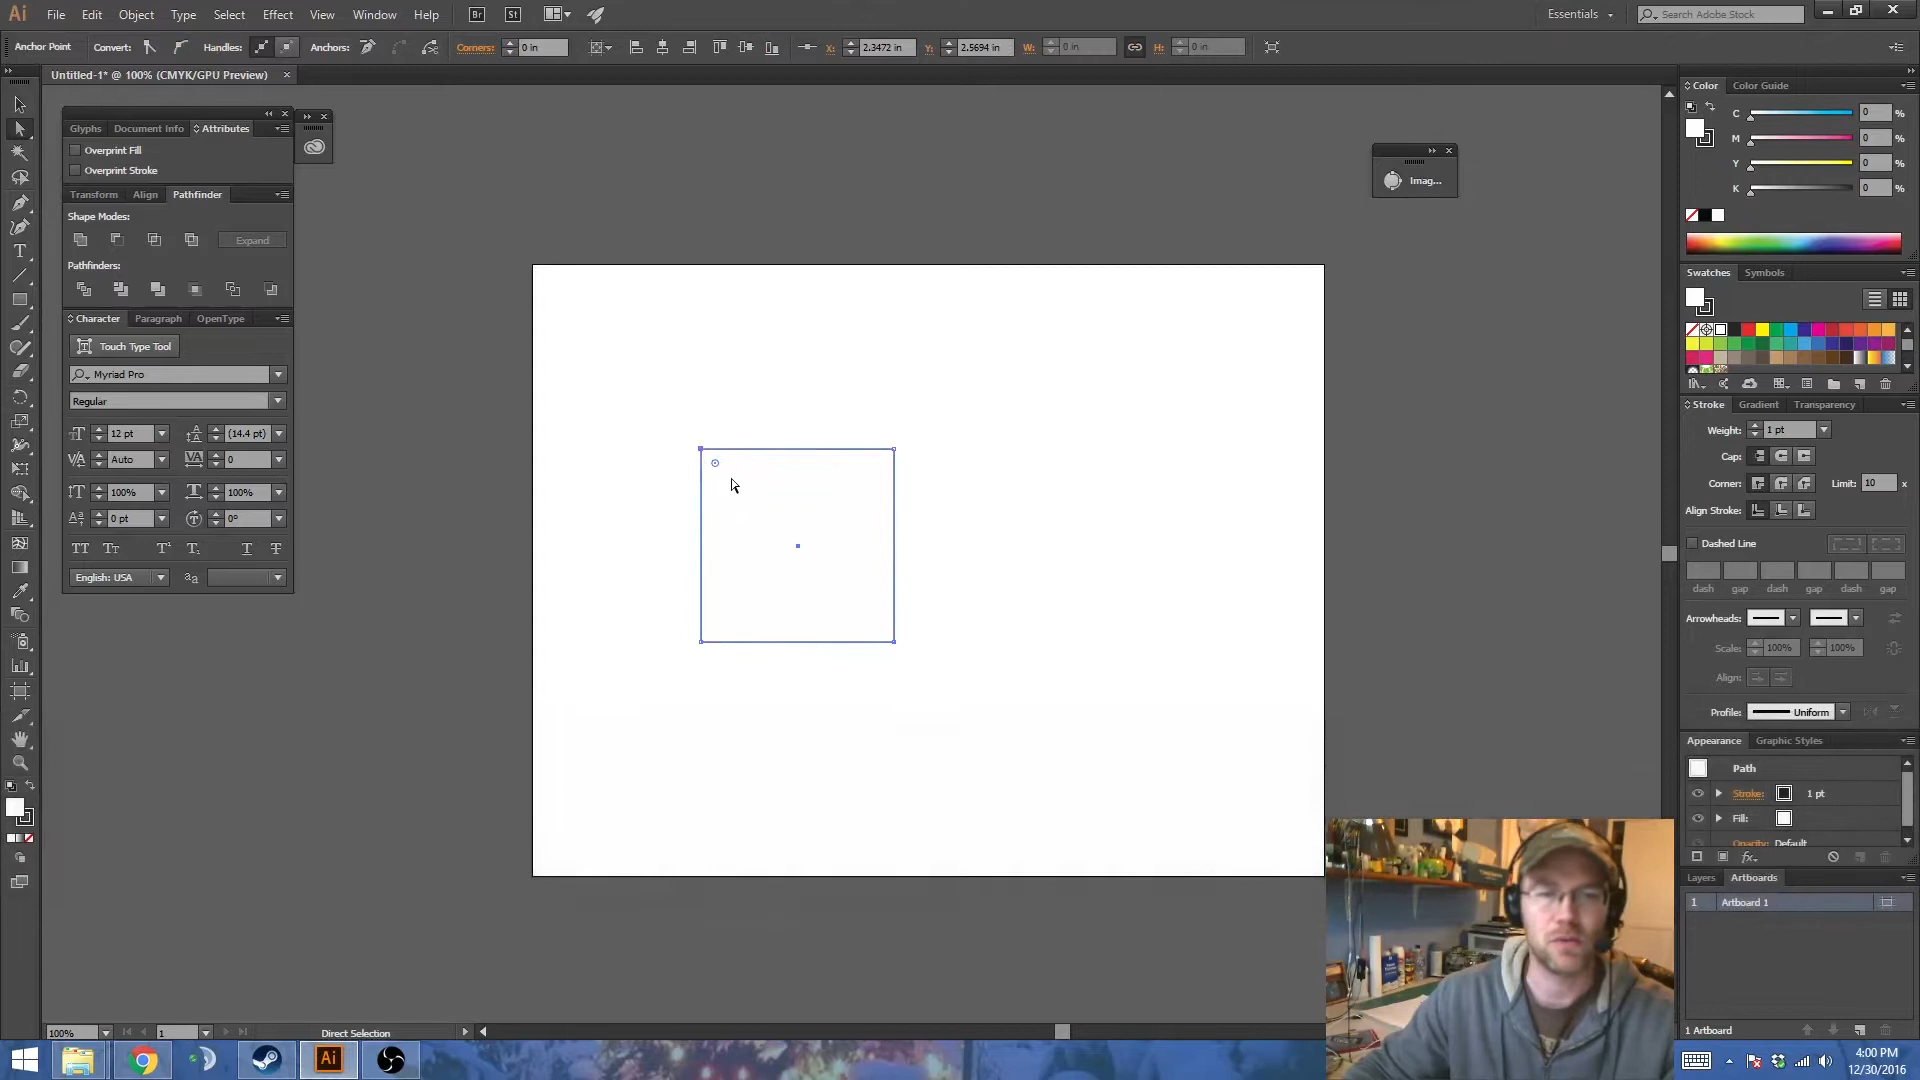 Ai File Edit Object Type Select Effect View Window Help Br St Essentials Search Adobe Stock
Anchor Point Convert: Handles: Anchors: Corners: 0 in X: 2.3472 in Y: 2.5694 in W: 0 in H: 0 in
Untitled-1* @ 100% (CMYK/GPU Preview)
Glyphs Document Info Attributes
Overprint Fill
Overprint Stroke
Transform Align Pathfinder
Shape Modes:
Expand
Pathfinders:
Character Paragraph OpenType
Touch Type Tool
Myriad Pro
Regular
12 pt (14.4 pt)
Auto 0
100% 100%
0 pt 0°
English: USA
Imag...
Color Color Guide
C 0 %
M 0 %
Y 0 %
K 0 %
Swatches Symbols
Stroke Gradient Transparency
Weight: 1 pt
Cap:
Corner: Limit: 10 x
Align Stroke:
Dashed Line
dash gap dash gap dash gap
Arrowheads:
Scale: 100% 100%
Align:
Profile: Uniform
Appearance Graphic Styles
Path
Stroke: 1 pt
Fill:
Opacity: Default
Layers Artboards
1 Artboard 1
1 Artboard
100% 1 Direct Selection
Ai
4:00 PM
12/30/2016